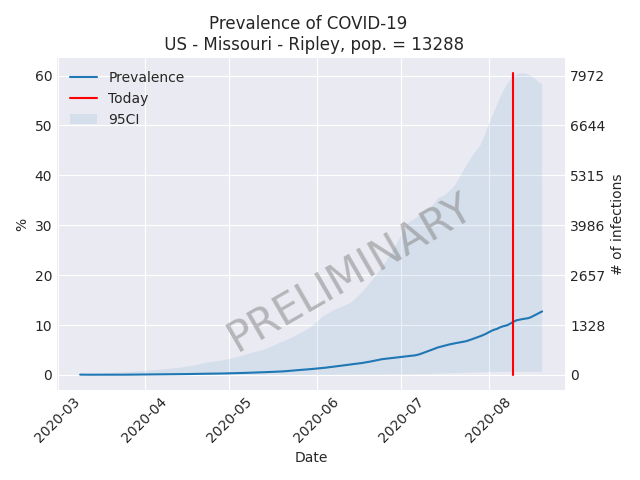 Prevalence of COVID-19
US - Missouri - Ripley, pop. = 13288
Prevalence
Today
95CI
PRELIMINARY
60
50
40
30
20
10
0
%
7972
6644
5315
3986
2657
1328
0
# of infections
2020-03
2020-04
2020-05
2020-06
2020-07
2020-08
Date